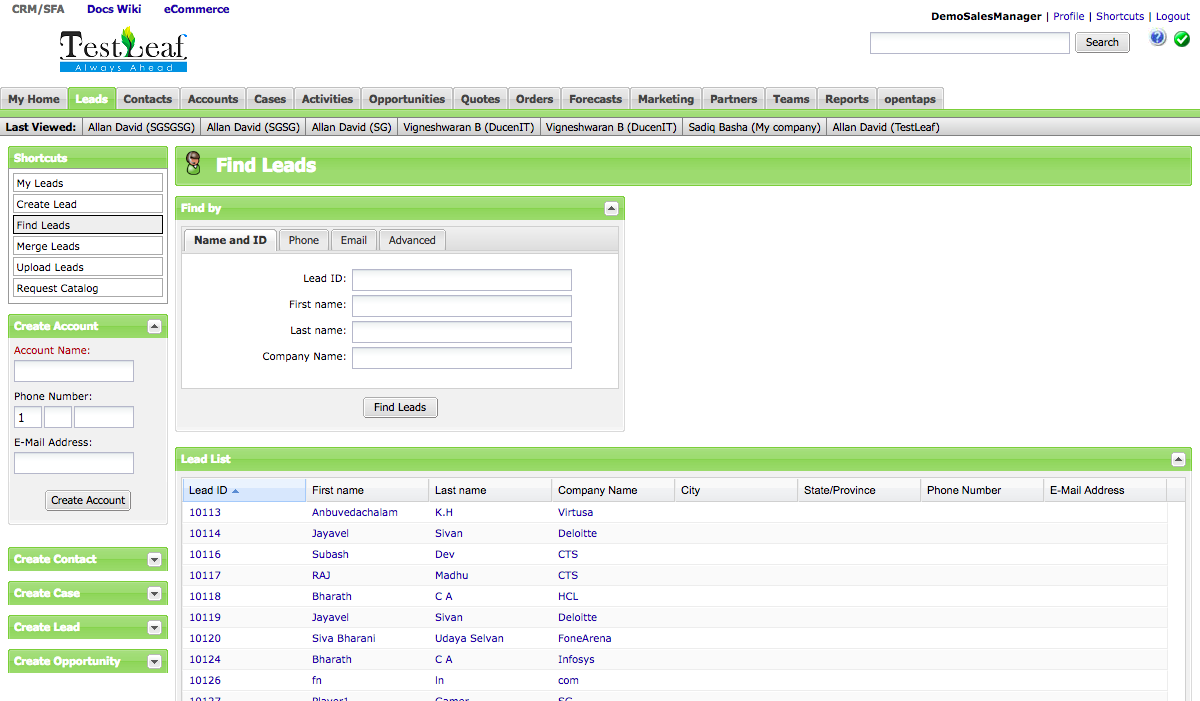 CRM/SFA Docs Wiki eCommerce
DemoSalesManager | Profile | Shortcuts | Logout
TestLeaf
Always Ahead
Search
?
My Home Leads Contacts Accounts Cases Activities Opportunities Quotes Orders Forecasts Marketing Partners Teams Reports opentaps
Last Viewed: Allan David (SGSGSG) Allan David (SGSG) Allan David (SG) Vigneshwaran B (DucenIT) Vigneshwaran B (DucenIT) Sadiq Basha (My company) Allan David (TestLeaf)
Shortcuts
My Leads
Create Lead
Find Leads
Merge Leads
Upload Leads
Request Catalog
Create Account
Account Name:
Phone Number:
1
E-Mail Address:
Create Account
Create Contact
Create Case
Create Lead
Create Opportunity
Find Leads
Find by
Name and ID Phone Email Advanced
Lead ID:
First name:
Last name:
Company Name:
Find Leads
Lead List
Lead ID First name Last name Company Name City State/Province Phone Number E-Mail Address
10113 Anbuvedachalam K.H Virtusa
10114 Jayavel Sivan Deloitte
10116 Subash Dev CTS
10117 RAJ Madhu CTS
10118 Bharath C A HCL
10119 Jayavel Sivan Deloitte
10120 Siva Bharani Udaya Selvan FoneArena
10124 Bharath C A Infosys
10126 fn ln com
10127 Player1 Gamer SG